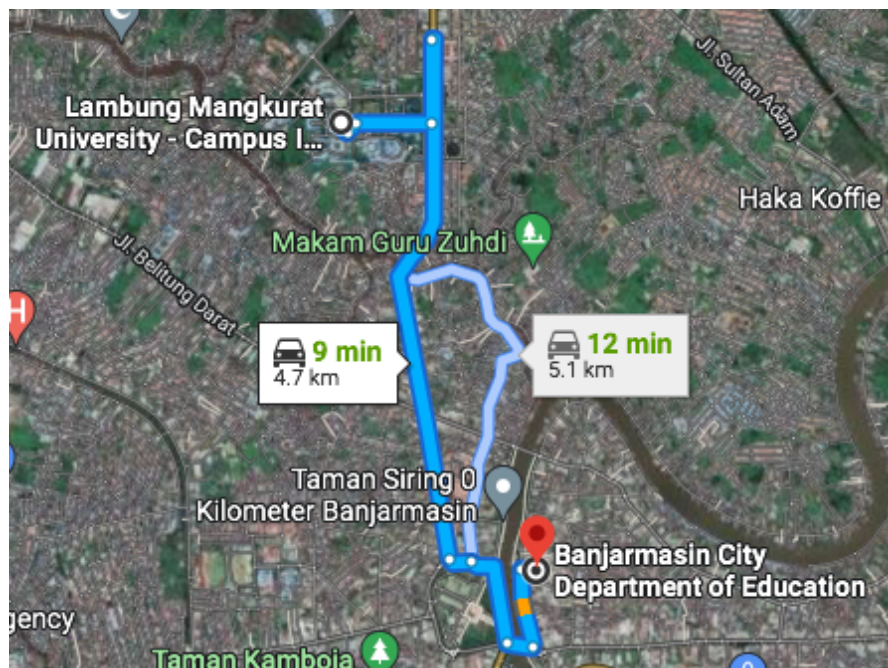 Lambung Mangkurat
University - Campus I...
Jl. Sultan Adam
Haka Koffie
Makam Guru Zuhdi
Jl. Belitung Darat
H
9 min
4.7 km
12 min
5.1 km
Taman Siring 0
Kilometer Banjarmasin
Banjarmasin City
Department of Education
gency
Taman Kamboja